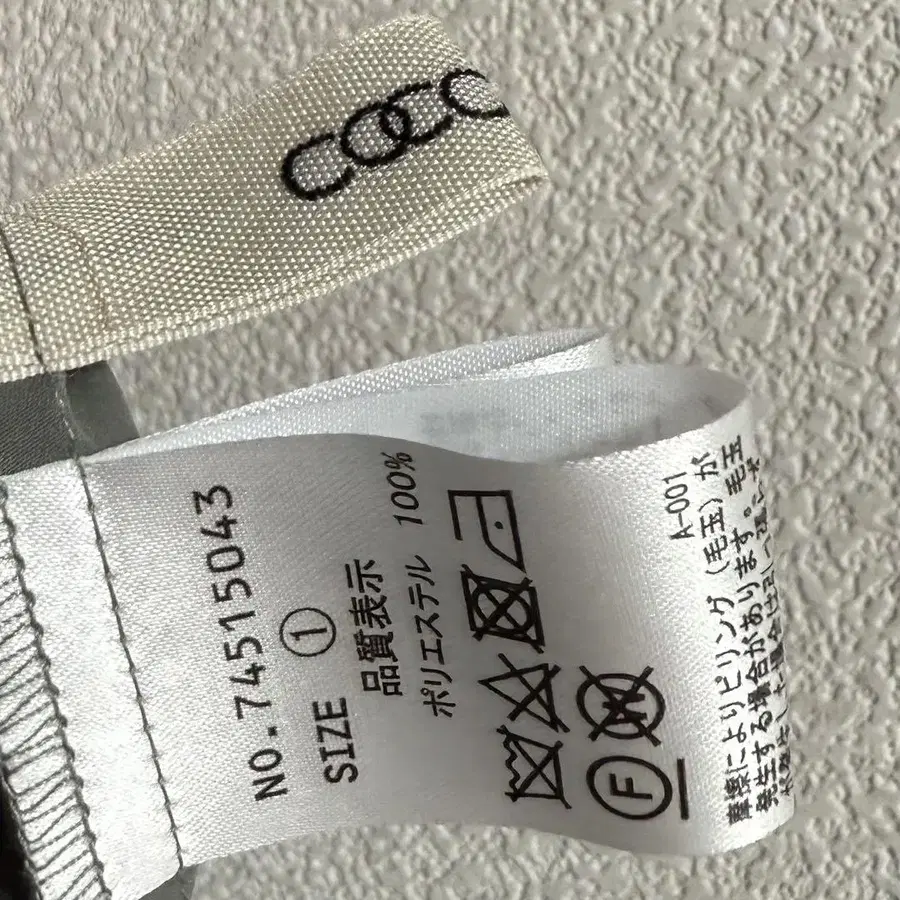 COCO
NO.74515043
SIZE ①
品質表示
ポリエステル 100%
F
W
A-001
摩擦によりピリング（毛玉）が
発生する場合があります。毛玉